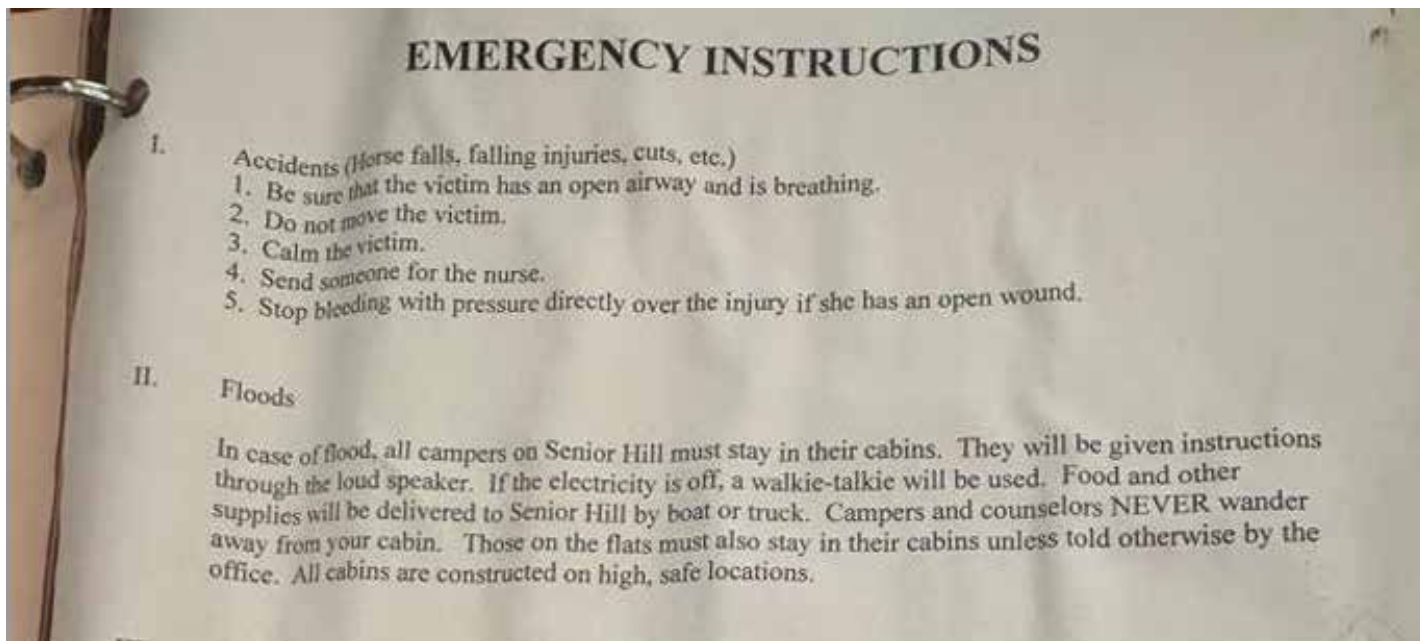 EMERGENCY INSTRUCTIONS
I. Accidents (Horse falls, falling injuries, cuts, etc.)
1. Be sure that the victim has an open airway and is breathing.
2. Do not move the victim.
3. Calm the victim.
4. Send someone for the nurse.
5. Stop bleeding with pressure directly over the injury if she has an open wound.
II. Floods
In case of flood, all campers on Senior Hill must stay in their cabins. They will be given instructions
through the loud speaker. If the electricity is off, a walkie-talkie will be used. Food and other
supplies will be delivered to Senior Hill by boat or truck. Campers and counselors NEVER wander
away from your cabin. Those on the flats must also stay in their cabins unless told otherwise by the
office. All cabins are constructed on high, safe locations.